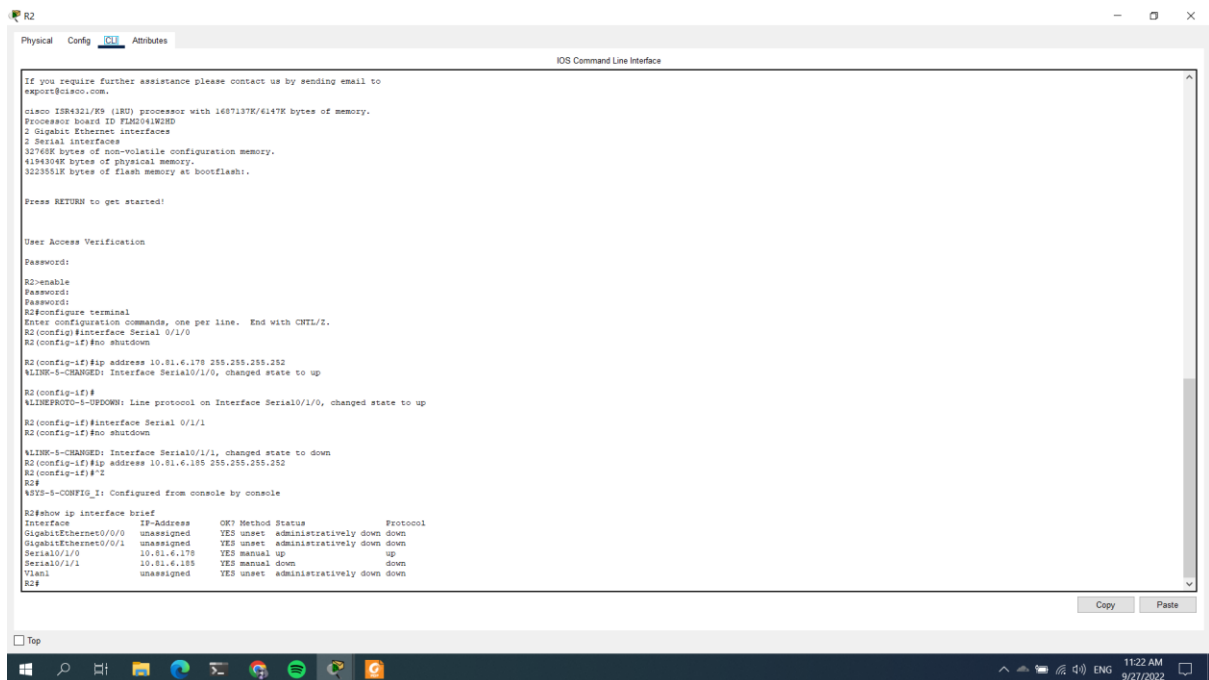 R2
Physical Config CLI Attributes
IOS Command Line Interface
If you require further assistance please contact us by sending email to
export@cisco.com.
cisco ISR4321/K9 (1RU) processor with 1687137K/6147K bytes of memory.
Processor board ID FLM2041W2HD
2 Gigabit Ethernet interfaces
2 Serial interfaces
32768K bytes of non-volatile configuration memory.
4194304K bytes of physical memory.
3223551K bytes of flash memory at bootflash:.
Press RETURN to get started!
User Access Verification
Password:
R2>enable
Password:
Password:
R2#configure terminal
Enter configuration commands, one per line.  End with CNTL/Z.
R2(config)#interface Serial 0/1/0
R2(config-if)#no shutdown
R2(config-if)#ip address 10.81.6.178 255.255.255.252
%LINK-5-CHANGED: Interface Serial0/1/0, changed state to up
R2(config-if)#
%LINEPROTO-5-UPDOWN: Line protocol on Interface Serial0/1/0, changed state to up
R2(config-if)#interface Serial 0/1/1
R2(config-if)#no shutdown
%LINK-5-CHANGED: Interface Serial0/1/1, changed state to down
R2(config-if)#ip address 10.81.6.185 255.255.255.252
R2(config-if)#^Z
R2#
%SYS-5-CONFIG_I: Configured from console by console
R2#show ip interface brief
Interface IP-Address OK? Method Status Protocol
GigabitEthernet0/0/0 unassigned YES unset administratively down down
GigabitEthernet0/0/1 unassigned YES unset administratively down down
Serial0/1/0 10.81.6.178 YES manual up up
Serial0/1/1 10.81.6.185 YES manual down down
Vlan1 unassigned YES unset administratively down down
R2#
Copy Paste
Top
ENG 11:22 AM
9/27/2022